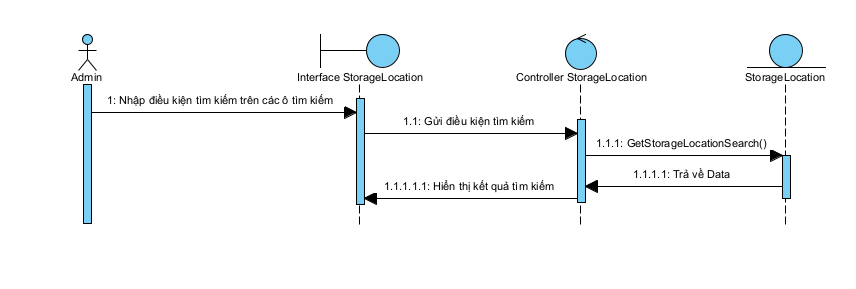 Admin
Interface StorageLocation
Controller StorageLocation
StorageLocation
1: Nhập điều kiện tìm kiếm trên các ô tìm kiếm
1.1: Gửi điều kiện tìm kiếm
1.1.1: GetStorageLocationSearch()
1.1.1.1: Trả về Data
1.1.1.1.1: Hiển thị kết quả tìm kiếm